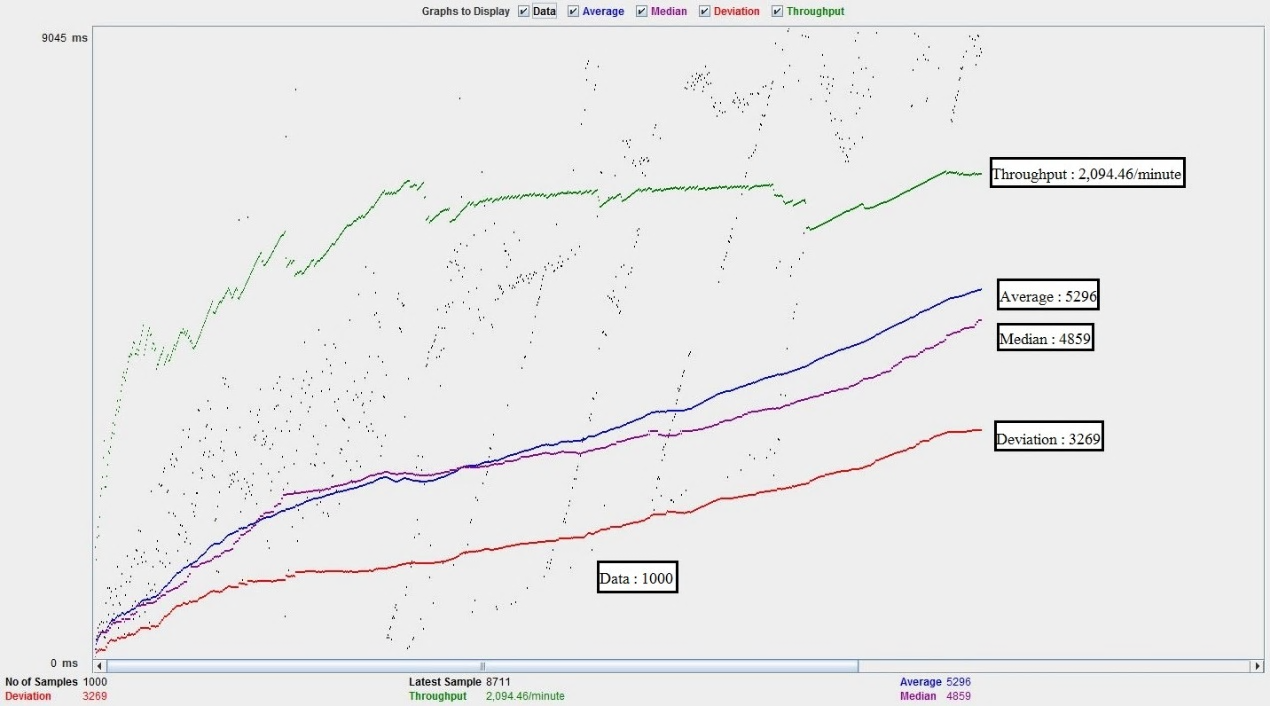 Graphs to Display Data Average Median Deviation Throughput
9045 ms
Throughput : 2,094.46/minute
Average : 5296
Median : 4859
Deviation : 3269
Data : 1000
0 ms
No of Samples 1000 Latest Sample 8711 Average 5296
Deviation 3269 Throughput 2,094.46/minute Median 4859